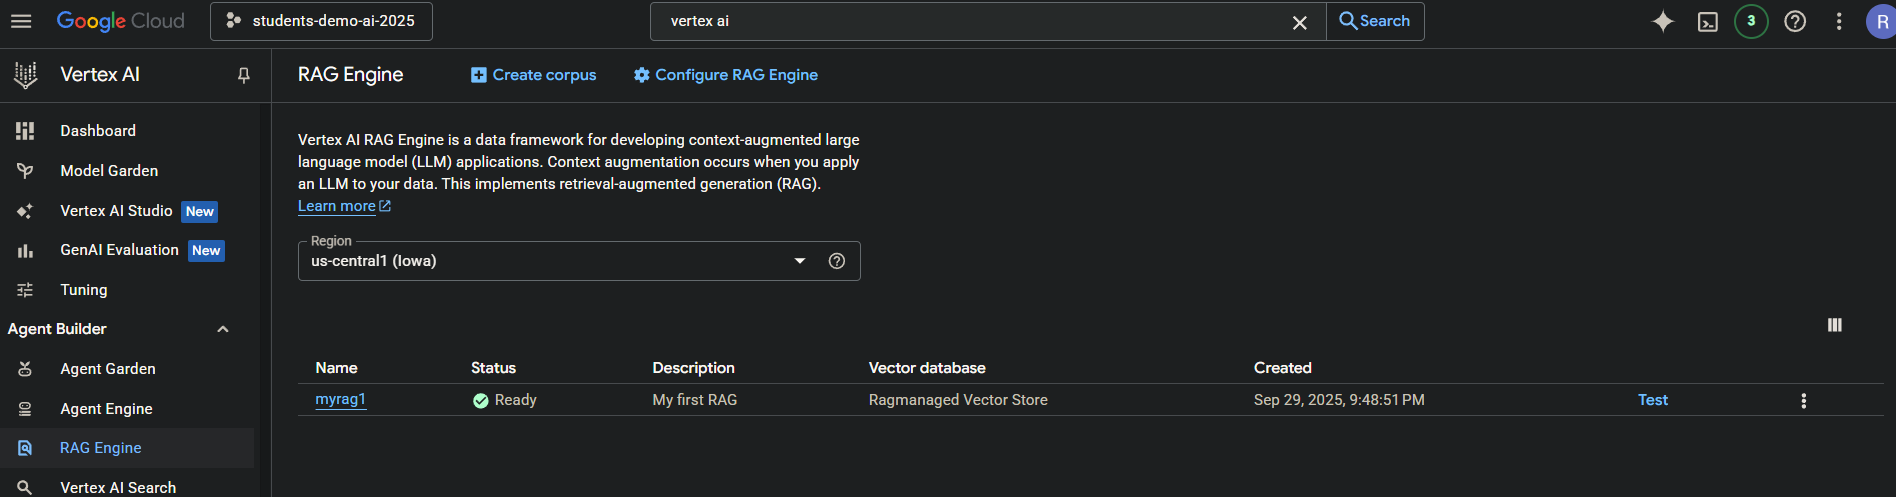 Google Cloud
students-demo-ai-2025
vertex ai
Search
3
R
Vertex AI
RAG Engine
Create corpus
Configure RAG Engine
Dashboard
Model Garden
Vertex AI Studio New
GenAI Evaluation New
Tuning
Agent Builder
Agent Garden
Agent Engine
RAG Engine
Vertex AI Search
Vertex AI RAG Engine is a data framework for developing context-augmented large
language model (LLM) applications. Context augmentation occurs when you apply
an LLM to your data. This implements retrieval-augmented generation (RAG).
Learn more
Region
us-central1 (Iowa)
Name Status Description Vector database Created
myrag1 Ready My first RAG Ragmanaged Vector Store Sep 29, 2025, 9:48:51 PM Test